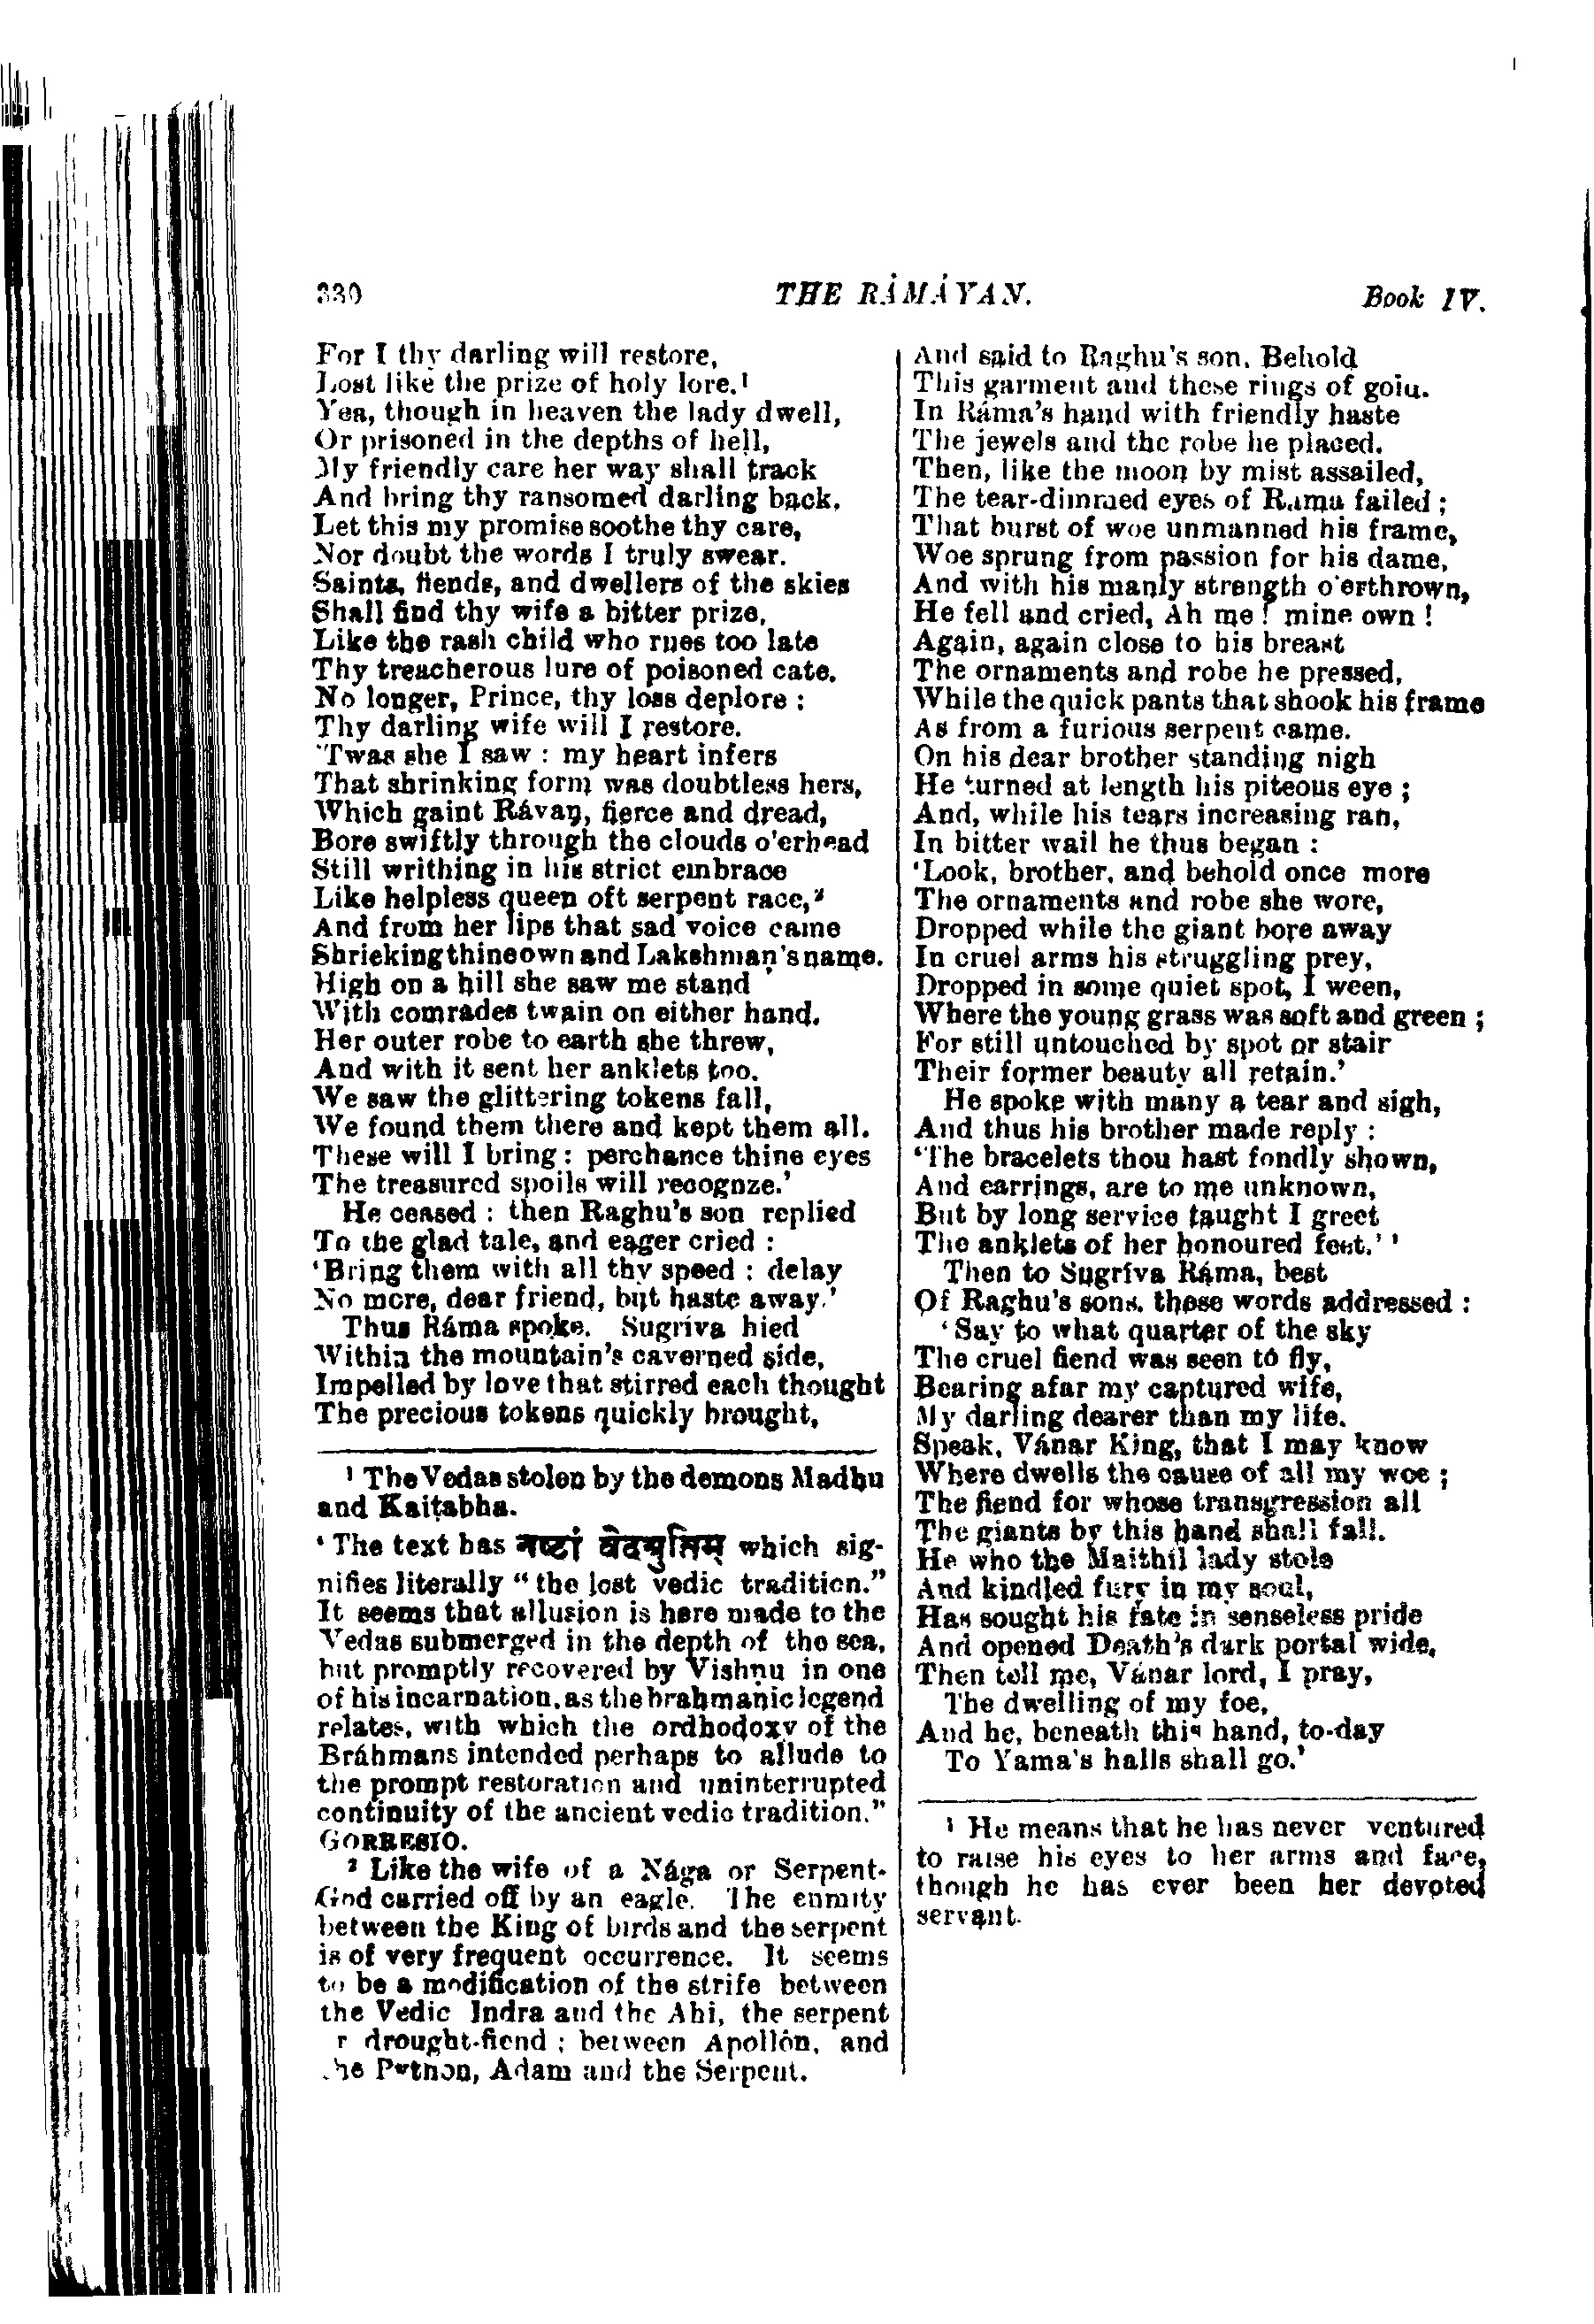 330 THE RÁMÁYAN. Book IV.
For I thy darling will restore,
Lost like the prize of holy lore.¹
Yea, though in heaven the lady dwell,
Or prisoned in the depths of hell,
My friendly care her way shall track
And bring thy ransomed darling back.
Let this my promise soothe thy care,
Nor doubt the words I truly swear.
Saints, fiends, and dwellers of the skies
Shall find thy wife a bitter prize,
Like the rash child who rues too late
Thy treacherous lure of poisoned cate.
No longer, Prince, thy loss deplore :
Thy darling wife will I restore.
'Twas she I saw : my heart infers
That shrinking form was doubtless hers,
Which gaint Rávaṇ, fierce and dread,
Bore swiftly through the clouds o'erhead
Still writhing in his strict embrace
Like helpless queen oft serpent race,²
And from her lips that sad voice came
Shrieking thine own and Lakshmaṇ's name.
High on a hill she saw me stand
With comrades twain on either hand.
Her outer robe to earth she threw,
And with it sent her anklets too.
We saw the glittering tokens fall,
We found them there and kept them all.
These will I bring : perchance thine eyes
The treasured spoils will recognze.'
He ceased : then Raghu's son replied
To the glad tale, and eager cried :
'Bring them with all thy speed : delay
No more, dear friend, but haste away.'
Thus Ráma spoke. Sugríva hied
Within the mountain's caverned side,
Impelled by love that stirred each thought
The precious tokens quickly brought,
¹ The Vedas stolen by the demons Madhu
and Kaiṭabha.
' The text has नष्टां वेदश्रुतिम् which sig-
nifies literally "the lost vedic tradition."
It seems that allusion is here made to the
Vedas submerged in the depth of the sea,
but promptly recovered by Vishṇu in one
of his incarnation, as the brahmaṇic legend
relates, with which the ordhodoxy of the
Bráhmans intended perhaps to allude to
the prompt restoration and uninterrupted
continuity of the ancient vedic tradition."
GORRESIO.
² Like the wife of a Nága or Serpent-
God carried off by an eagle. The enmity
between the King of birds and the serpent
is of very frequent occurrence. It seems
to be a modification of the strife between
the Vedic Indra and the Ahi, the serpent
r drought-fiend ; between Apollôn, and
he Python, Adam and the Serpent.
And said to Raghu's son. Behold
This garment and these rings of gold.
In Ráma's hand with friendly haste
The jewels and the robe he placed.
Then, like the moon by mist assailed,
The tear-dimmed eyes of Ráma failed ;
That burst of woe unmanned his frame,
Woe sprung from passion for his dame,
And with his manly strength o'erthrown,
He fell and cried, Ah me ! mine own !
Again, again close to his breast
The ornaments and robe he pressed,
While the quick pants that shook his frame
As from a furious serpent came.
On his dear brother standing nigh
He turned at length his piteous eye ;
And, while his tears increasing ran,
In bitter wail he thus began :
'Look, brother, and behold once more
The ornaments and robe she wore,
Dropped while the giant bore away
In cruel arms his struggling prey,
Dropped in some quiet spot, I ween,
Where the young grass was soft and green ;
For still untouched by spot or stair
Their former beauty all retain.'
He spoke with many a tear and sigh,
And thus his brother made reply :
'The bracelets thou hast fondly shown,
And earrings, are to me unknown,
But by long service taught I greet
The anklets of her honoured feet.' ¹
Then to Sugríva Ráma, best
Of Raghu's sons, these words addressed :
'Say to what quarter of the sky
The cruel fiend was seen to fly,
Bearing afar my captured wife,
My darling dearer than my life.
Speak, Vánar King, that I may know
Where dwells the cause of all my woe ;
The fiend for whose transgression all
The giants by this hand shall fall.
He who the Maithil lady stole
And kindled fury in my soul,
Has sought his fate in senseless pride
And opened Death's dark portal wide,
Then tell me, Vánar lord, I pray,
The dwelling of my foe,
And he, beneath this hand, to-day
To Yama's halls shall go.'
¹ He means that he has never ventured
to raise his eyes to her arms and face,
though he has ever been her devoted
servant.